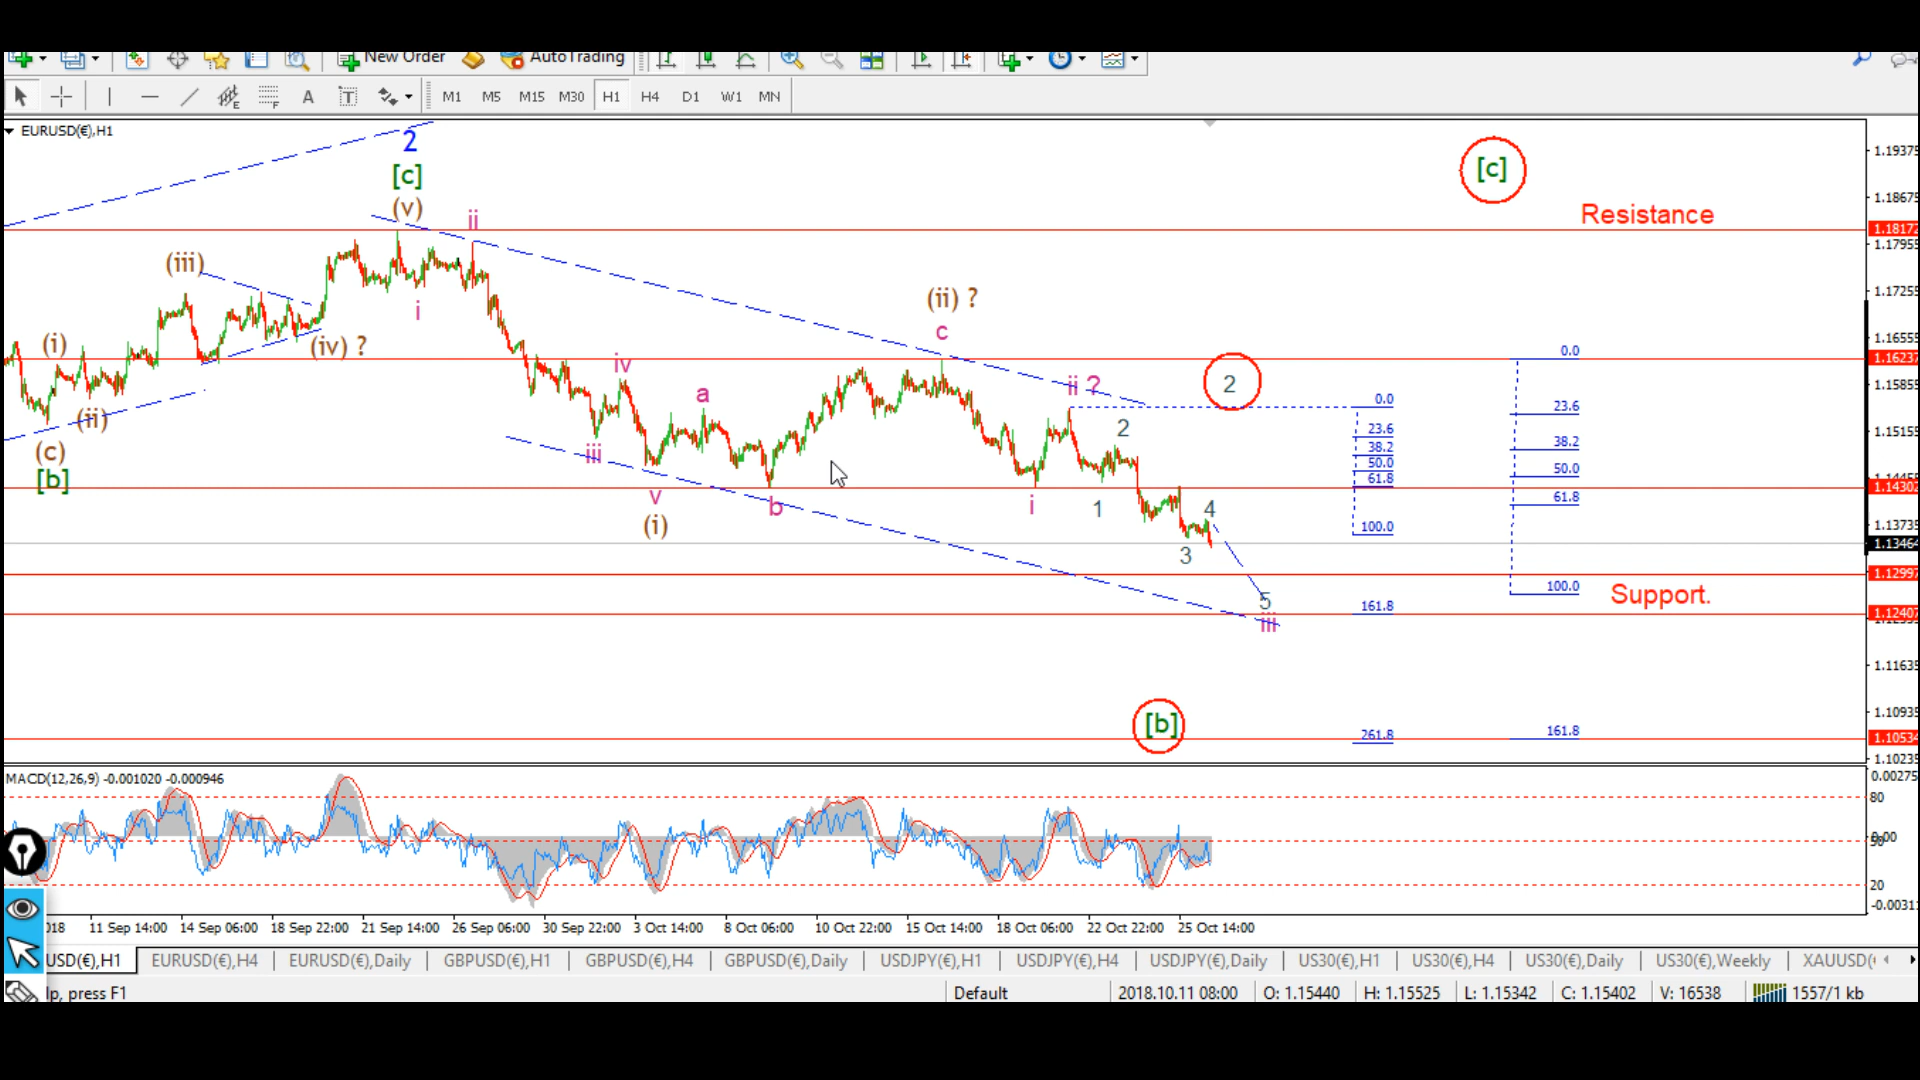 New Order AutoTrading
A T M1 M5 M15 M30 H1 H4 D1 W1 MN
EURUSD(€),H1
2
[c]
(v)
ii
i
(iii)
(iv) ?
(i)
(ii)
(c)
[b]
iv
iii
a
v
(i)
b
(ii) ?
c
ii ?
i
2
1
2
4
3
5
iii
[b]
[c]
Resistance
Support.
0.0
23.6
38.2
50.0
61.8
100.0
161.8
261.8
0.0
23.6
38.2
50.0
61.8
100.0
161.8
1.19375
1.18675
1.18172
1.17955
1.17255
1.16555
1.16237
1.15855
1.15155
1.14302
1.13735
1.13464
1.12997
1.12407
1.11635
1.10935
1.10534
1.10235
MACD(12,26,9) -0.001020 -0.000946
0.00275
80
20
-0.00311
018 11 Sep 14:00 14 Sep 06:00 18 Sep 22:00 21 Sep 14:00 26 Sep 06:00 30 Sep 22:00 3 Oct 14:00 8 Oct 06:00 10 Oct 22:00 15 Oct 14:00 18 Oct 06:00 22 Oct 22:00 25 Oct 14:00
USD(€),H1 EURUSD(€),H4 EURUSD(€),Daily GBPUSD(€),H1 GBPUSD(€),H4 GBPUSD(€),Daily USDJPY(€),H1 USDJPY(€),H4 USDJPY(€),Daily US30(€),H1 US30(€),H4 US30(€),Daily US30(€),Weekly XAUUSD(
lp, press F1 Default 2018.10.11 08:00 O: 1.15440 H: 1.15525 L: 1.15342 C: 1.15402 V: 16538 1557/1 kb